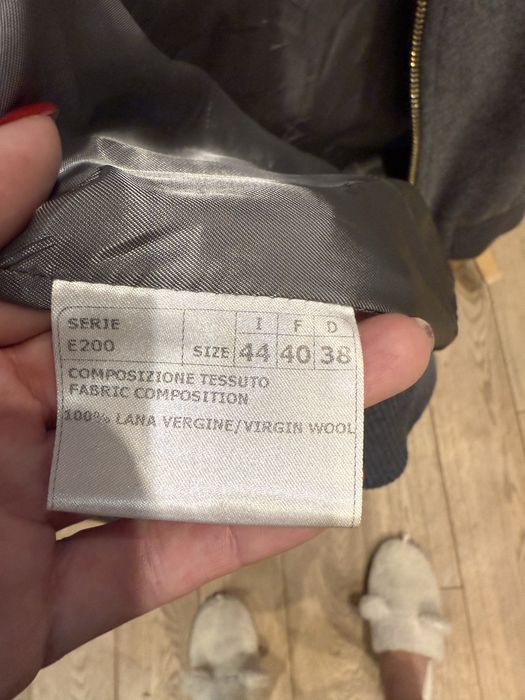 SERIE
E200
SIZE
I F D
44 40 38
COMPOSIZIONE TESSUTO
FABRIC COMPOSITION
100% LANA VERGINE/VIRGIN WOOL